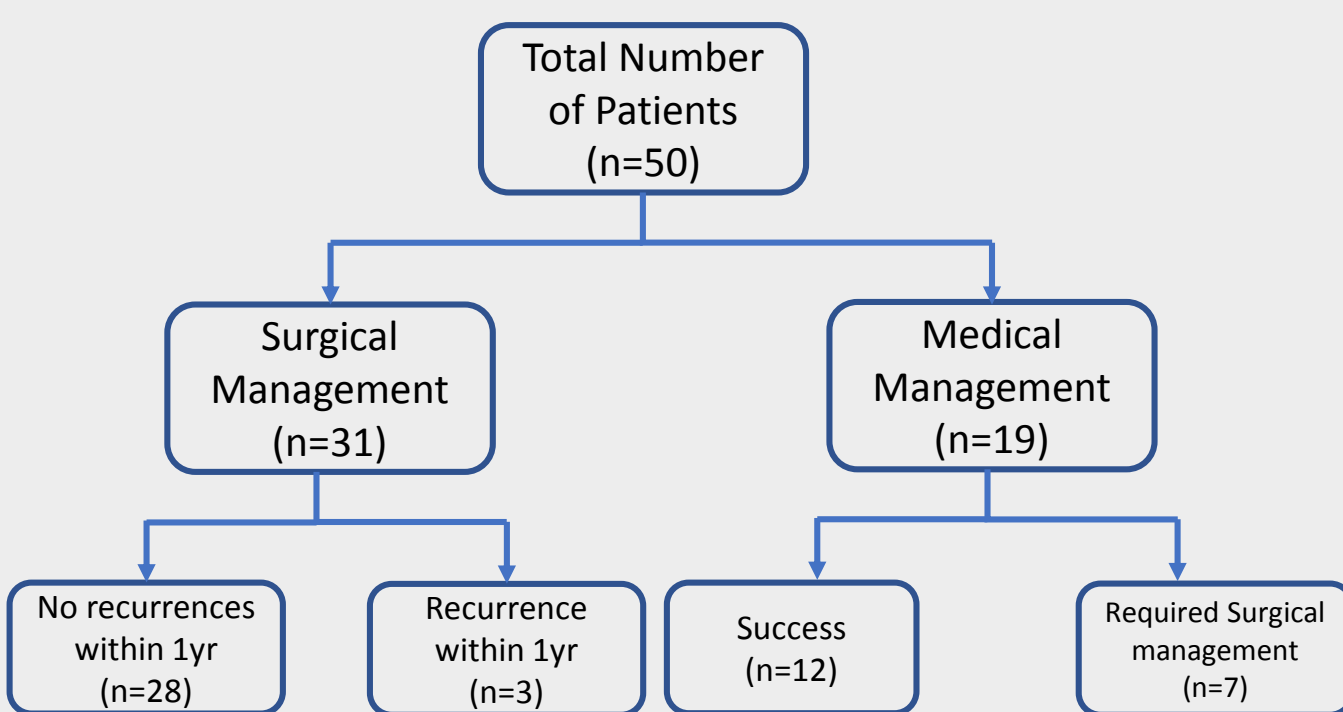 Total Number
of Patients
(n=50)
Surgical
Management
(n=31)
Medical
Management
(n=19)
No recurrences
within 1yr
(n=28)
Recurrence
within 1yr
(n=3)
Success
(n=12)
Required Surgical
management
(n=7)